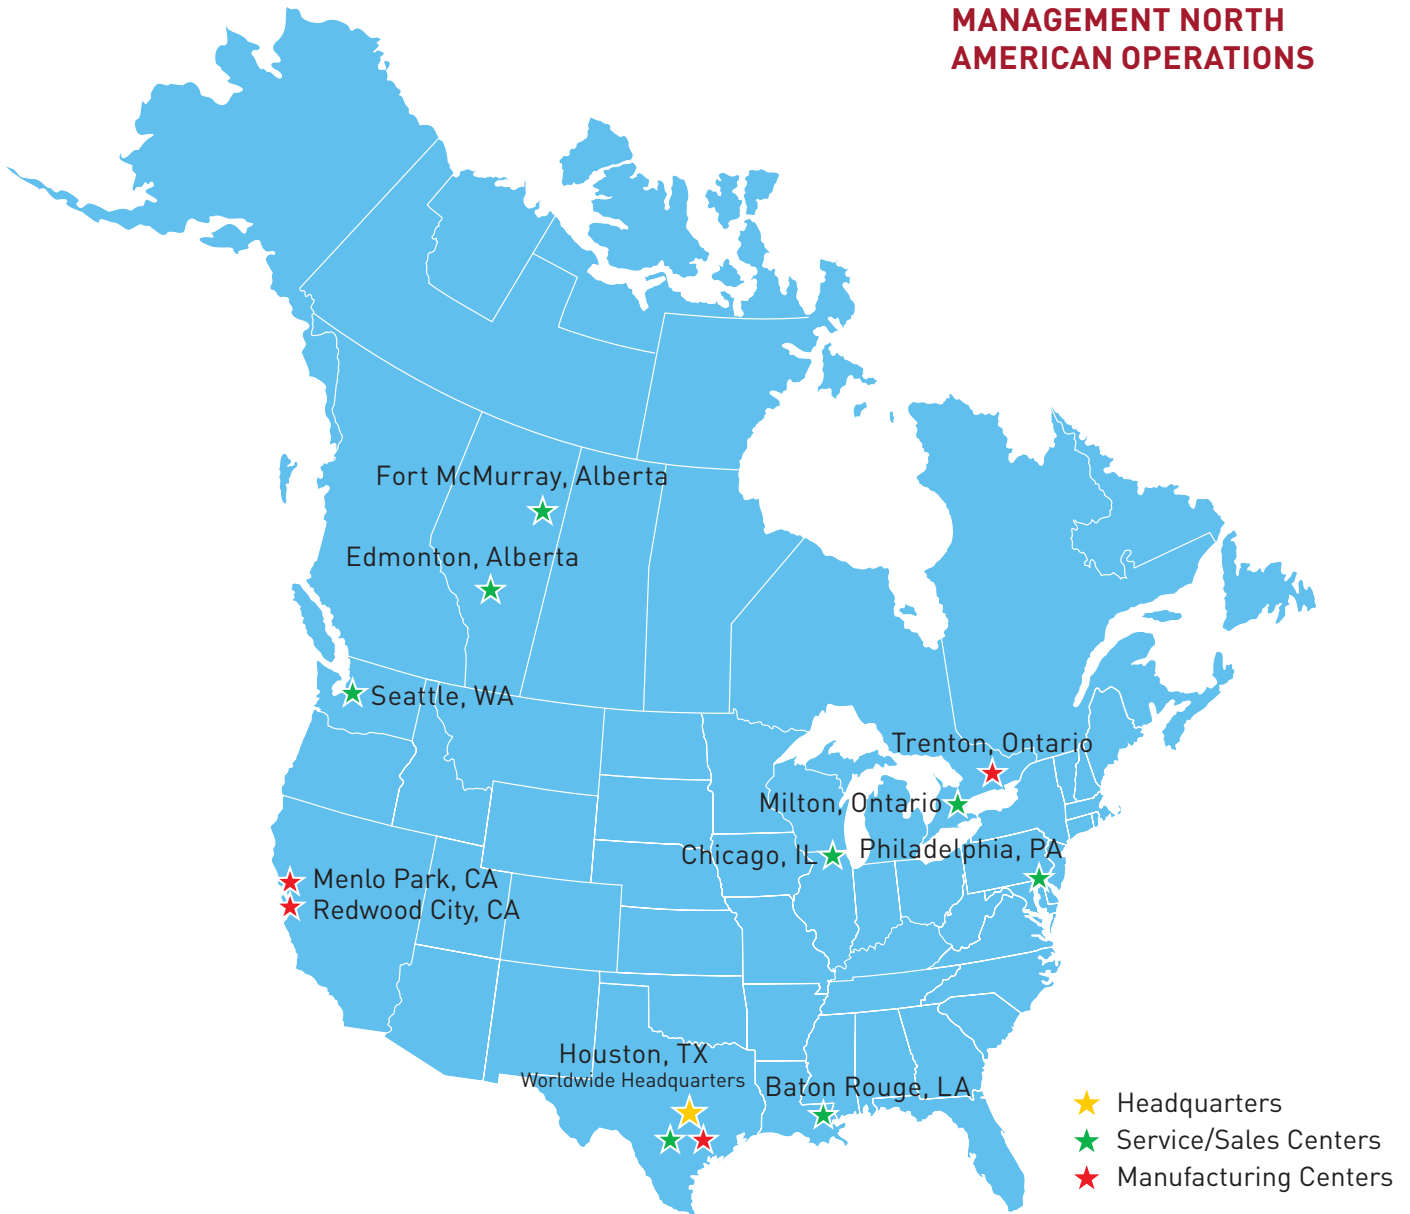 MANAGEMENT NORTH
AMERICAN OPERATIONS
Fort McMurray, Alberta
Edmonton, Alberta
Seattle, WA
Trenton, Ontario
Milton, Ontario
Chicago, IL
Philadelphia, PA
Menlo Park, CA
Redwood City, CA
Houston, TX
Worldwide Headquarters
Baton Rouge, LA
Headquarters
Service/Sales Centers
Manufacturing Centers